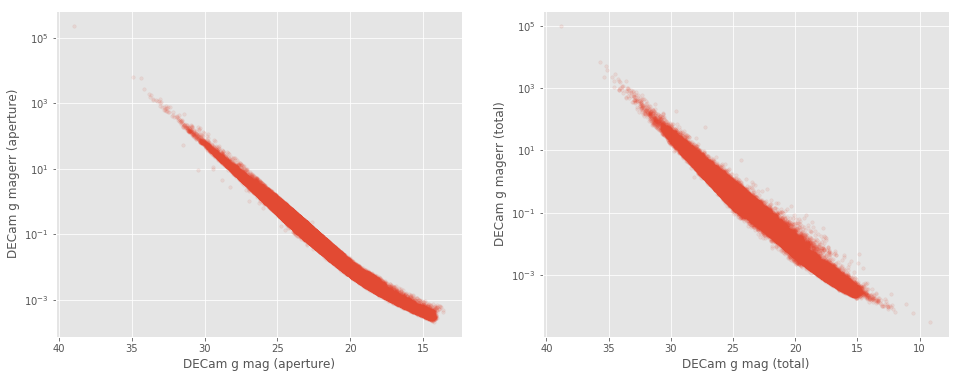 10⁵
10³
10¹
10⁻¹
10⁻³
DECam g magerr (aperture)
40 35 30 25 20 15
DECam g mag (aperture)
10⁵
10³
10¹
10⁻¹
10⁻³
DECam g magerr (total)
40 35 30 25 20 15 10
DECam g mag (total)